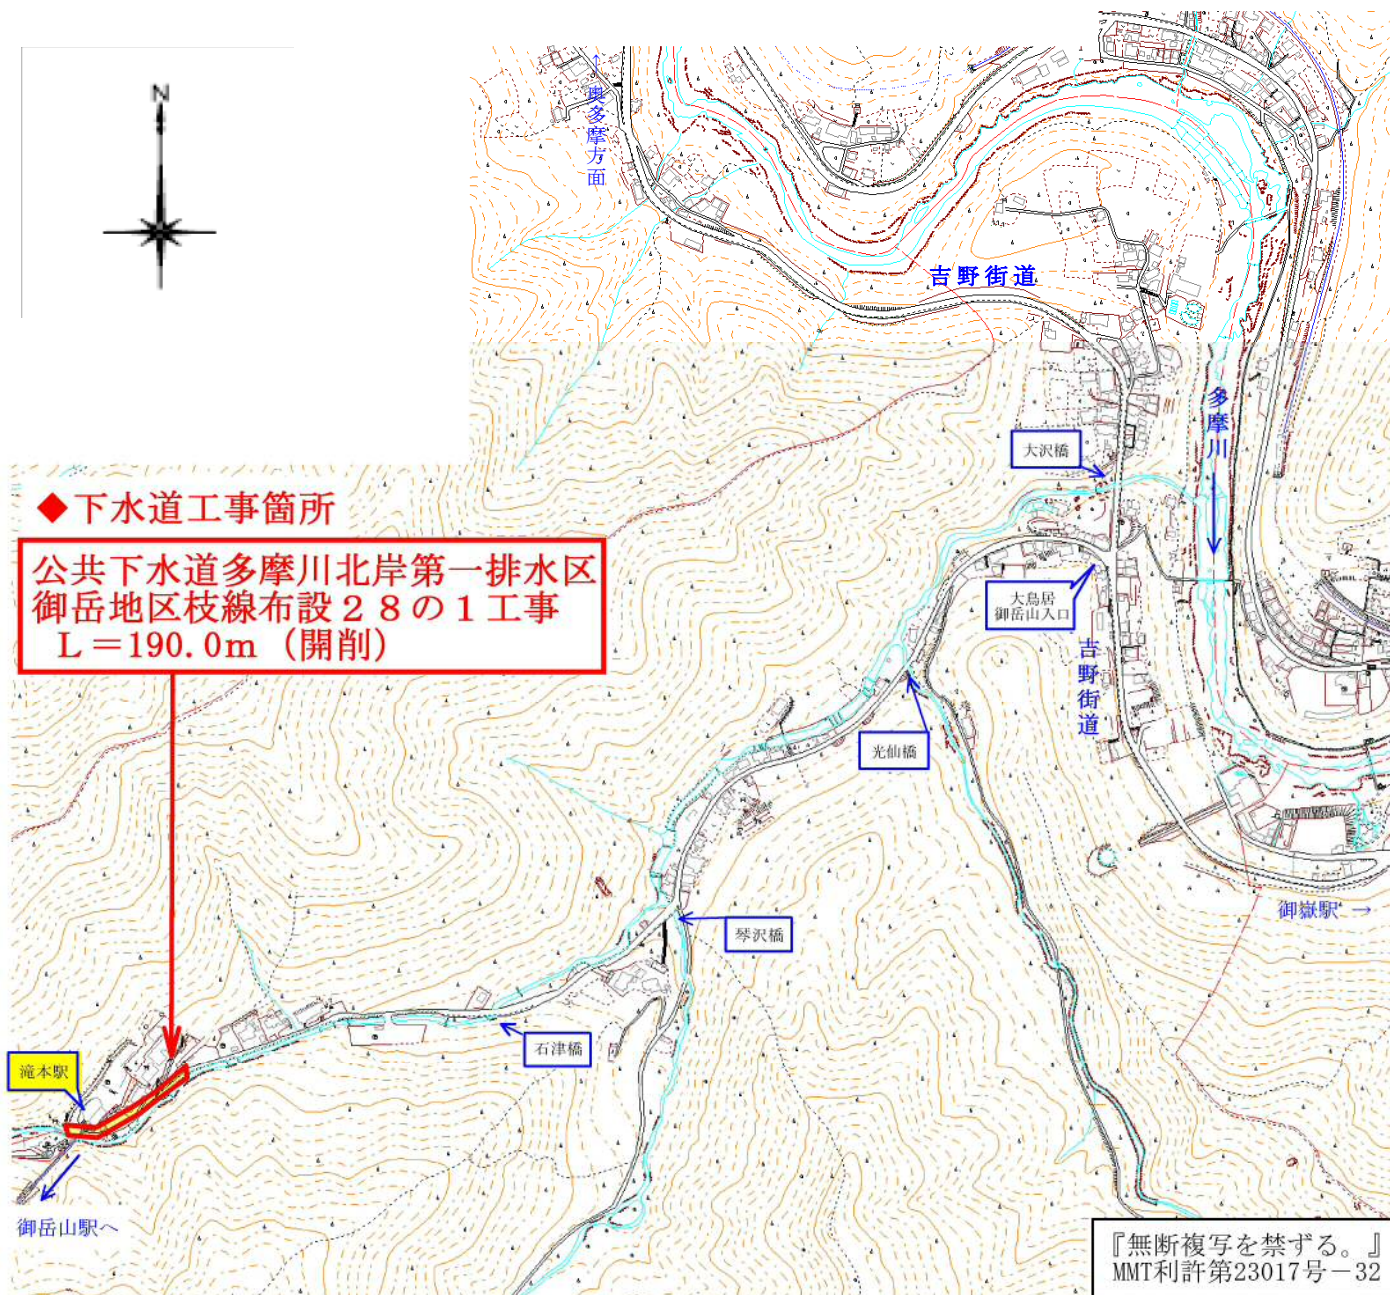 N
←奥多摩方面
吉野街道
多摩川
大沢橋
◆下水道工事箇所
公共下水道多摩川北岸第一排水区
御岳地区枝線布設２８の１工事
Ｌ＝190.0m（開削）
大鳥居
御岳山入口
吉野街道
光仙橋
御嶽駅 →
琴沢橋
石津橋
滝本駅
御岳山駅へ
『無断複写を禁ずる。』
MMT利許第23017号－32